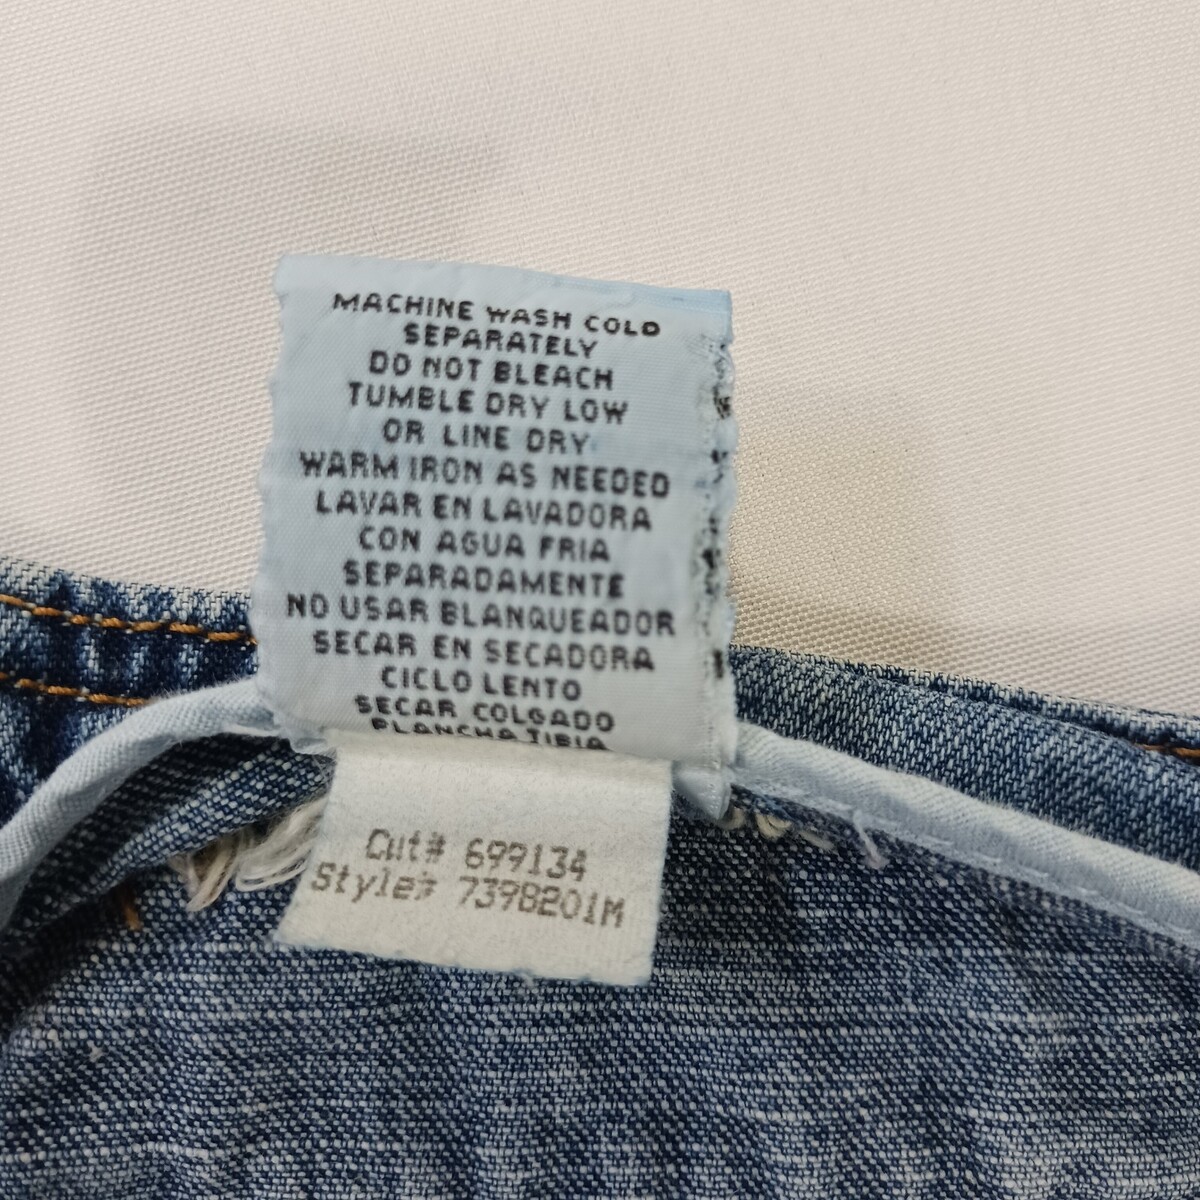 MACHINE WASH COLD
SEPARATELY
DO NOT BLEACH
TUMBLE DRY LOW
OR LINE DRY
WARM IRON AS NEEDED
LAVAR EN LAVADORA
CON AGUA FRIA
SEPARADAMENTE
NO USAR BLANQUEADOR
SECAR EN SECADORA
CICLO LENTO
SECAR COLGADO
PLANCHA TIBIA
Cut# 699134
Style# 7398201M